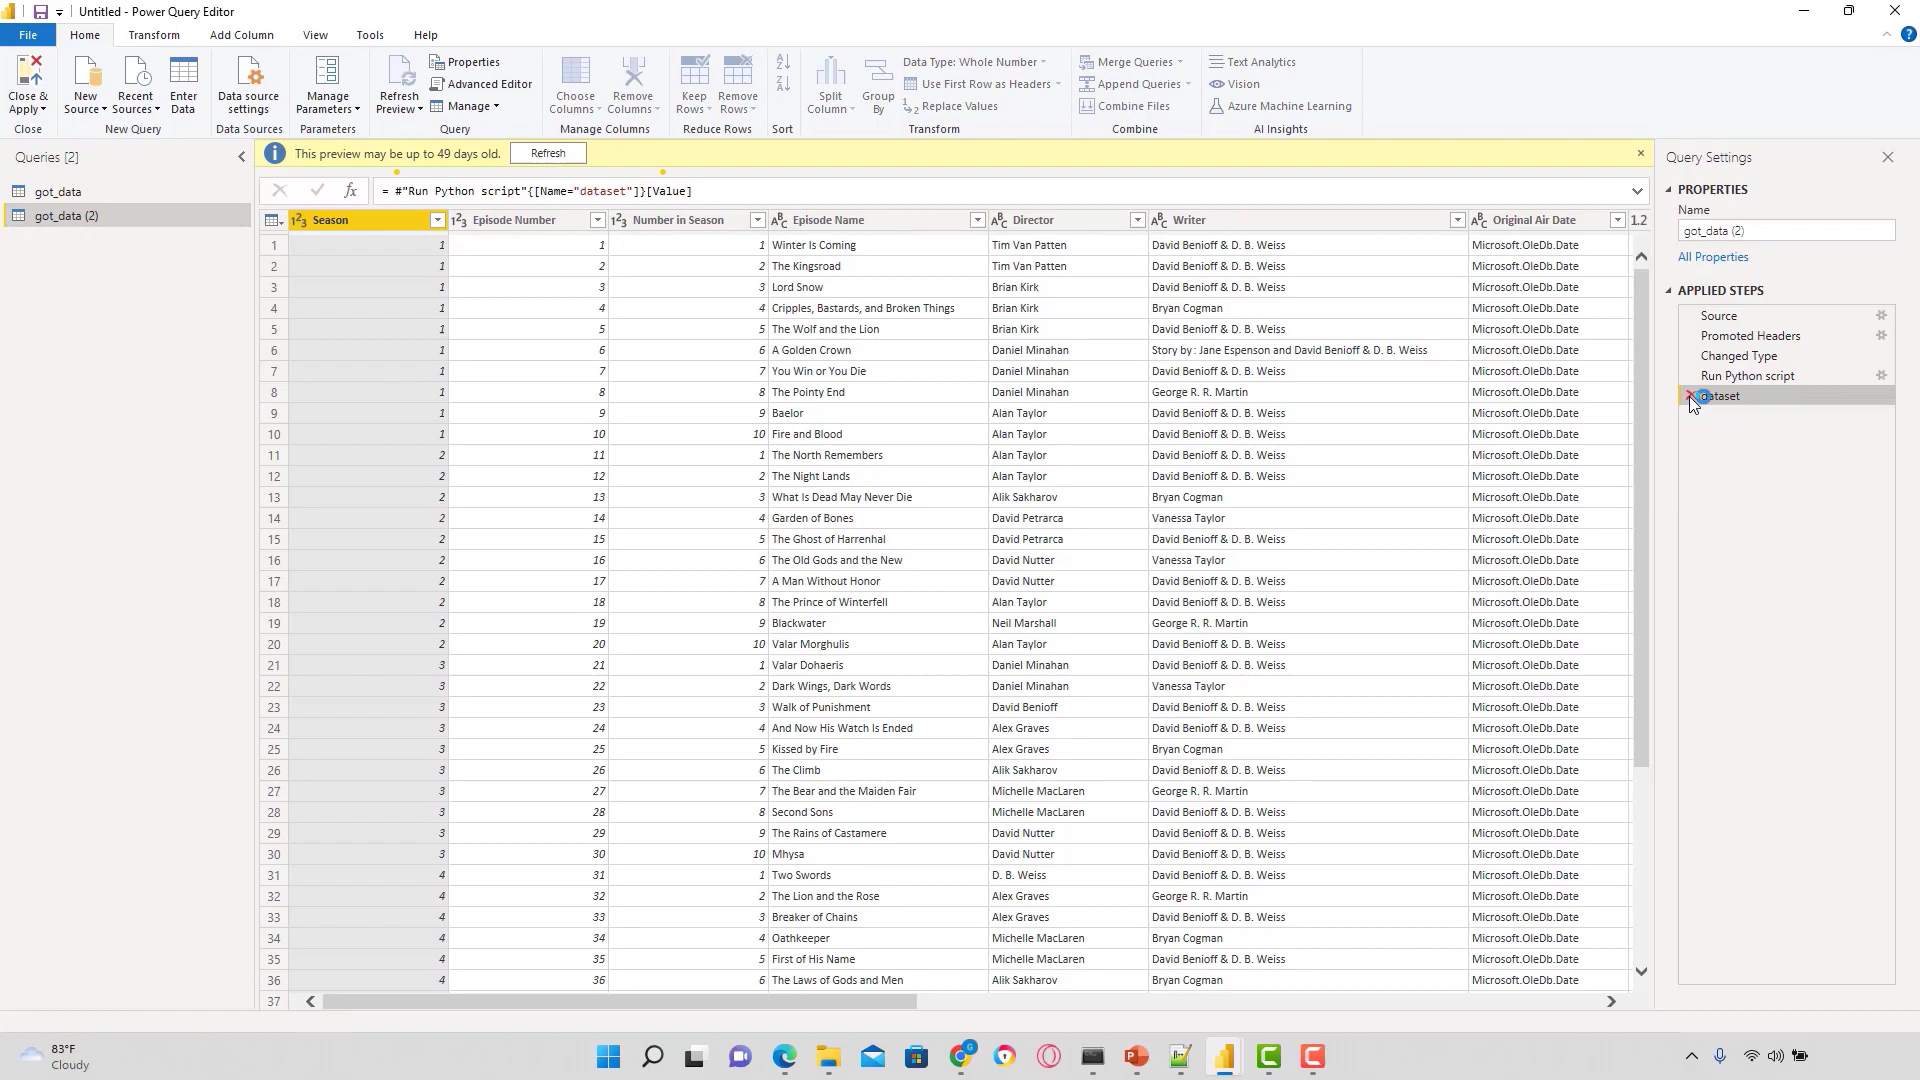 Untitled - Power Query Editor
File Home Transform Add Column View Tools Help
Close & Apply
New Source
Recent Sources
Enter Data
Data source settings
Manage Parameters
Refresh Preview
Properties
Advanced Editor
Manage
Choose Columns
Remove Columns
Keep Rows
Remove Rows
Split Column
Group By
Data Type: Whole Number
Use First Row as Headers
Replace Values
Merge Queries
Append Queries
Combine Files
Text Analytics
Vision
Azure Machine Learning
Close New Query Data Sources Parameters Query Manage Columns Reduce Rows Sort Transform Combine AI Insights
Queries [2]
got_data
got_data (2)
This preview may be up to 49 days old. Refresh
fx = #"Run Python script"{[Name="dataset"]}[Value]
Season Episode Number Number in Season Episode Name Director Writer Original Air Date 1.2
1 1 1 1 Winter Is Coming Tim Van Patten David Benioff & D. B. Weiss Microsoft.OleDb.Date
2 1 2 2 The Kingsroad Tim Van Patten David Benioff & D. B. Weiss Microsoft.OleDb.Date
3 1 3 3 Lord Snow Brian Kirk David Benioff & D. B. Weiss Microsoft.OleDb.Date
4 1 4 4 Cripples, Bastards, and Broken Things Brian Kirk Bryan Cogman Microsoft.OleDb.Date
5 1 5 5 The Wolf and the Lion Brian Kirk David Benioff & D. B. Weiss Microsoft.OleDb.Date
6 1 6 6 A Golden Crown Daniel Minahan Story by : Jane Espenson and David Benioff & D. B. Weiss Microsoft.OleDb.Date
7 1 7 7 You Win or You Die Daniel Minahan David Benioff & D. B. Weiss Microsoft.OleDb.Date
8 1 8 8 The Pointy End Daniel Minahan George R. R. Martin Microsoft.OleDb.Date
9 1 9 9 Baelor Alan Taylor David Benioff & D. B. Weiss Microsoft.OleDb.Date
10 1 10 10 Fire and Blood Alan Taylor David Benioff & D. B. Weiss Microsoft.OleDb.Date
11 2 11 1 The North Remembers Alan Taylor David Benioff & D. B. Weiss Microsoft.OleDb.Date
12 2 12 2 The Night Lands Alan Taylor David Benioff & D. B. Weiss Microsoft.OleDb.Date
13 2 13 3 What Is Dead May Never Die Alik Sakharov Bryan Cogman Microsoft.OleDb.Date
14 2 14 4 Garden of Bones David Petrarca Vanessa Taylor Microsoft.OleDb.Date
15 2 15 5 The Ghost of Harrenhal David Petrarca David Benioff & D. B. Weiss Microsoft.OleDb.Date
16 2 16 6 The Old Gods and the New David Nutter Vanessa Taylor Microsoft.OleDb.Date
17 2 17 7 A Man Without Honor David Nutter David Benioff & D. B. Weiss Microsoft.OleDb.Date
18 2 18 8 The Prince of Winterfell Alan Taylor David Benioff & D. B. Weiss Microsoft.OleDb.Date
19 2 19 9 Blackwater Neil Marshall George R. R. Martin Microsoft.OleDb.Date
20 2 20 10 Valar Morghulis Alan Taylor David Benioff & D. B. Weiss Microsoft.OleDb.Date
21 3 21 1 Valar Dohaeris Daniel Minahan David Benioff & D. B. Weiss Microsoft.OleDb.Date
22 3 22 2 Dark Wings, Dark Words Daniel Minahan Vanessa Taylor Microsoft.OleDb.Date
23 3 23 3 Walk of Punishment David Benioff David Benioff & D. B. Weiss Microsoft.OleDb.Date
24 3 24 4 And Now His Watch Is Ended Alex Graves David Benioff & D. B. Weiss Microsoft.OleDb.Date
25 3 25 5 Kissed by Fire Alex Graves Bryan Cogman Microsoft.OleDb.Date
26 3 26 6 The Climb Alik Sakharov David Benioff & D. B. Weiss Microsoft.OleDb.Date
27 3 27 7 The Bear and the Maiden Fair Michelle MacLaren George R. R. Martin Microsoft.OleDb.Date
28 3 28 8 Second Sons Michelle MacLaren David Benioff & D. B. Weiss Microsoft.OleDb.Date
29 3 29 9 The Rains of Castamere David Nutter David Benioff & D. B. Weiss Microsoft.OleDb.Date
30 3 30 10 Mhysa David Nutter David Benioff & D. B. Weiss Microsoft.OleDb.Date
31 4 31 1 Two Swords D. B. Weiss David Benioff & D. B. Weiss Microsoft.OleDb.Date
32 4 32 2 The Lion and the Rose Alex Graves George R. R. Martin Microsoft.OleDb.Date
33 4 33 3 Breaker of Chains Alex Graves David Benioff & D. B. Weiss Microsoft.OleDb.Date
34 4 34 4 Oathkeeper Michelle MacLaren Bryan Cogman Microsoft.OleDb.Date
35 4 35 5 First of His Name Michelle MacLaren David Benioff & D. B. Weiss Microsoft.OleDb.Date
36 4 36 6 The Laws of Gods and Men Alik Sakharov Bryan Cogman Microsoft.OleDb.Date
37
Query Settings
PROPERTIES
Name
got_data (2)
All Properties
APPLIED STEPS
Source
Promoted Headers
Changed Type
Run Python script
dataset
83°F
Cloudy